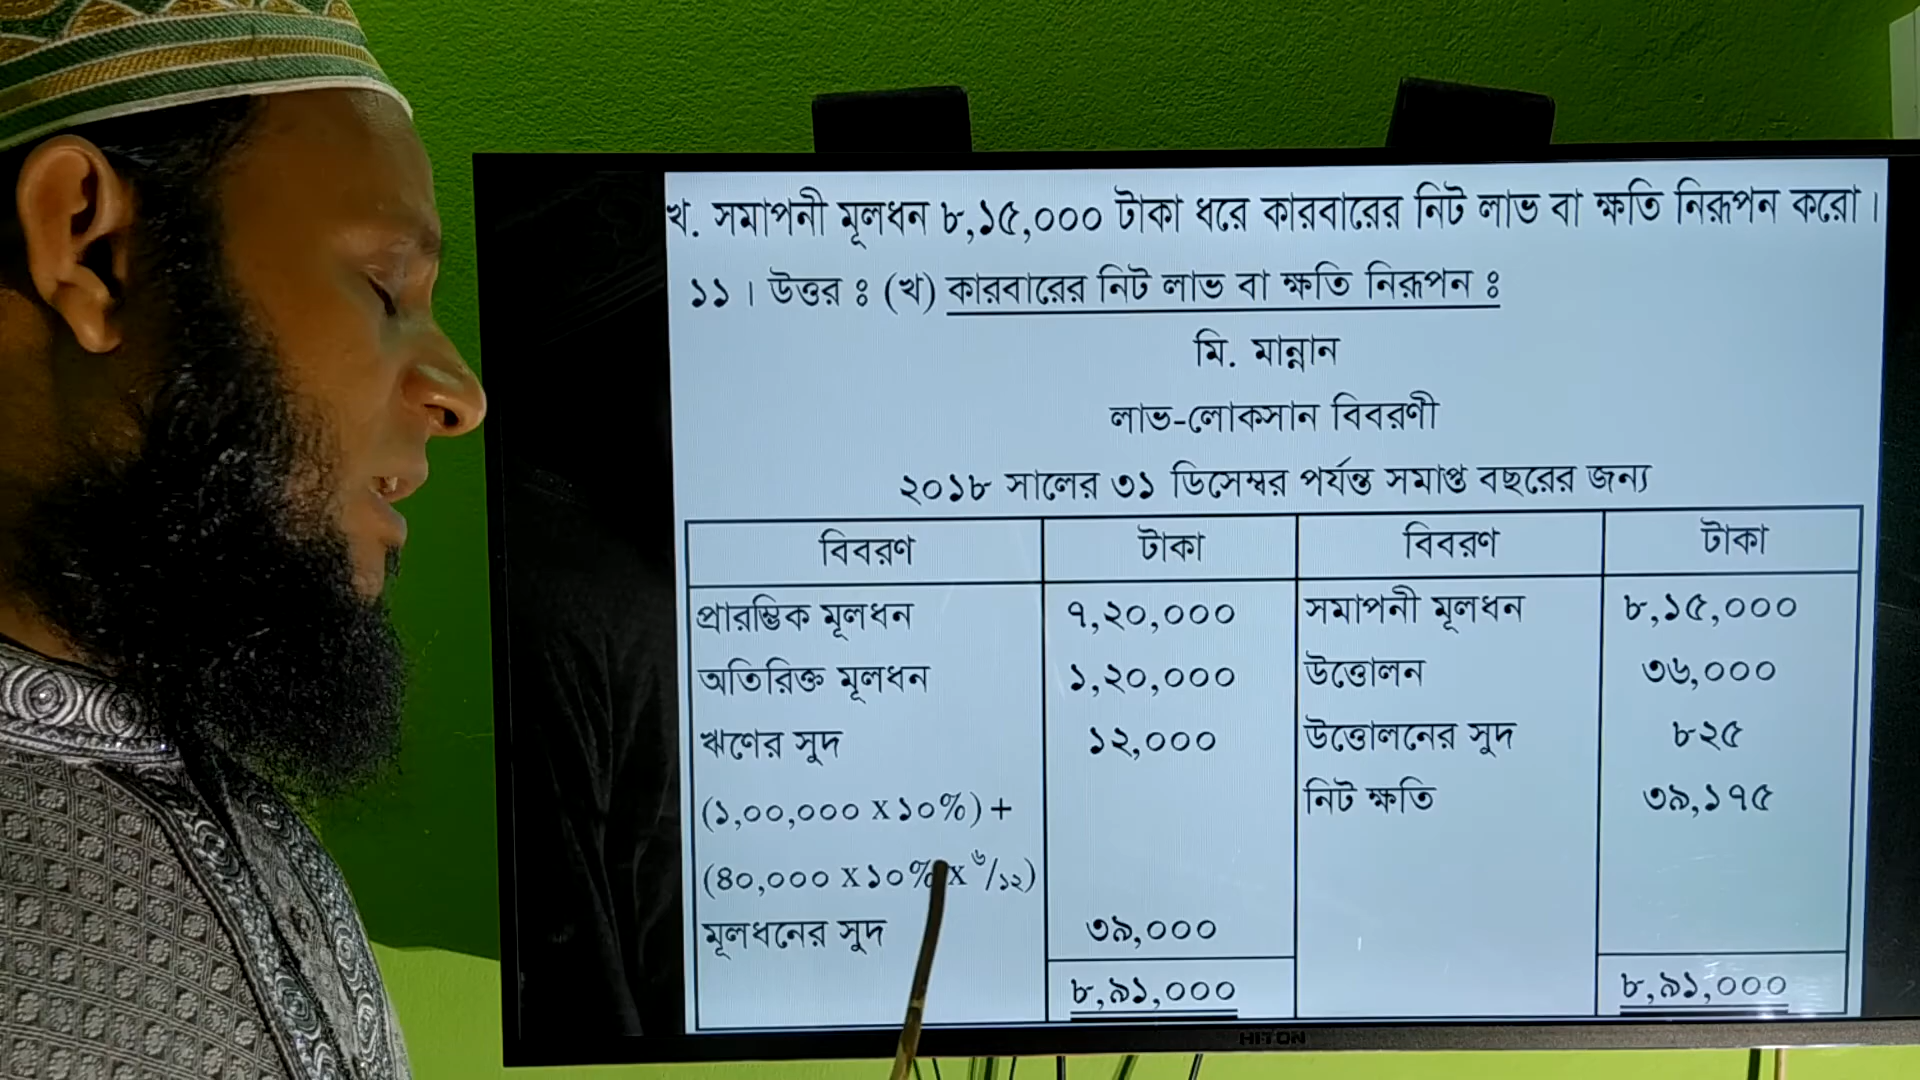 খ. সমাপনী মূলধন ৮,১৫,০০০ টাকা ধরে কারবারের নিট লাভ বা ক্ষতি নিরূপন করো।
১১। উত্তর ঃ (খ) কারবারের নিট লাভ বা ক্ষতি নিরূপন ঃ
মি. মান্নান
লাভ-লোকসান বিবরণী
২০১৮ সালের ৩১ ডিসেম্বর পর্যন্ত সমাপ্ত বছরের জন্য
বিবরণ টাকা বিবরণ টাকা
প্রারম্ভিক মূলধন ৭,২০,০০০ সমাপনী মূলধন ৮,১৫,০০০
অতিরিক্ত মূলধন ১,২০,০০০ উত্তোলন ৩৬,০০০
ঋণের সুদ ১২,০০০ উত্তোলনের সুদ ৮২৫
(১,০০,০০০ x ১০%) + নিট ক্ষতি ৩৯,১৭৫
(৪০,০০০ x ১০% x ৬/১২)
মূলধনের সুদ ৩৯,০০০
৮,৯১,০০০ ৮,৯১,০০০
HITON